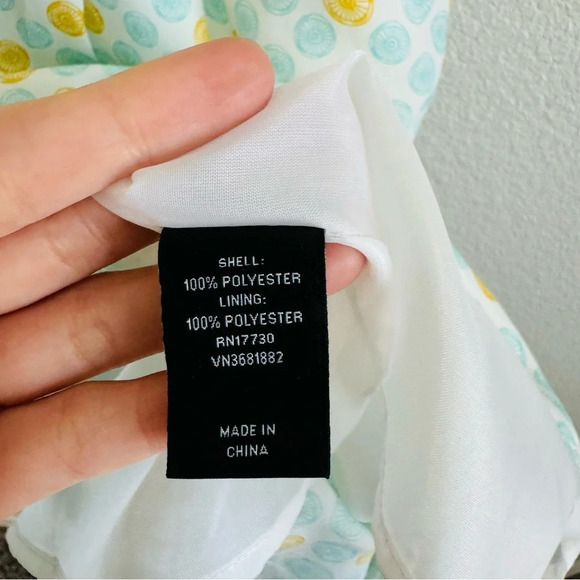 SHELL:
100% POLYESTER
LINING:
100% POLYESTER
RN17730
VN3681882
MADE IN
CHINA